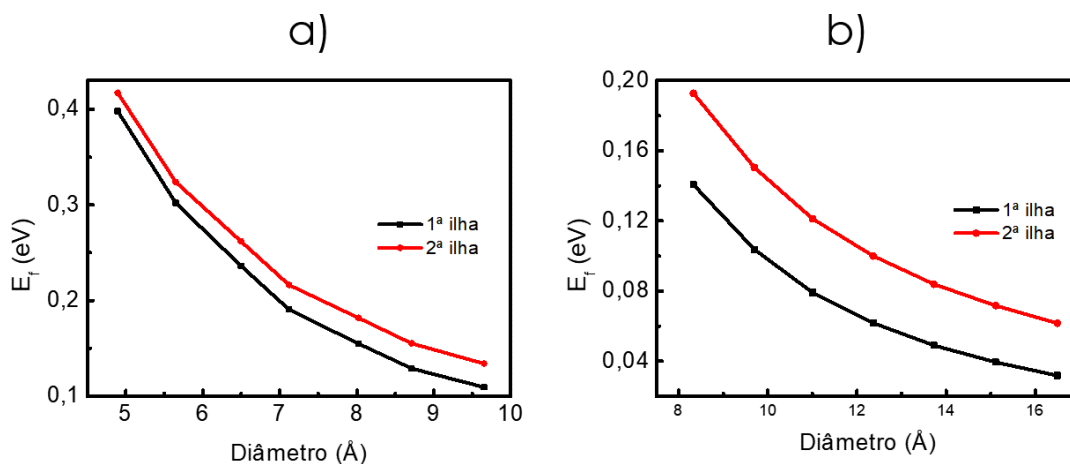 a)
E_f (eV)
0,4
0,3
0,2
0,1
1ª ilha
2ª ilha
5 6 7 8 9 10
Diâmetro (Å)
b)
E_f (eV)
0,20
0,16
0,12
0,08
0,04
1ª ilha
2ª ilha
8 10 12 14 16
Diâmetro (Å)